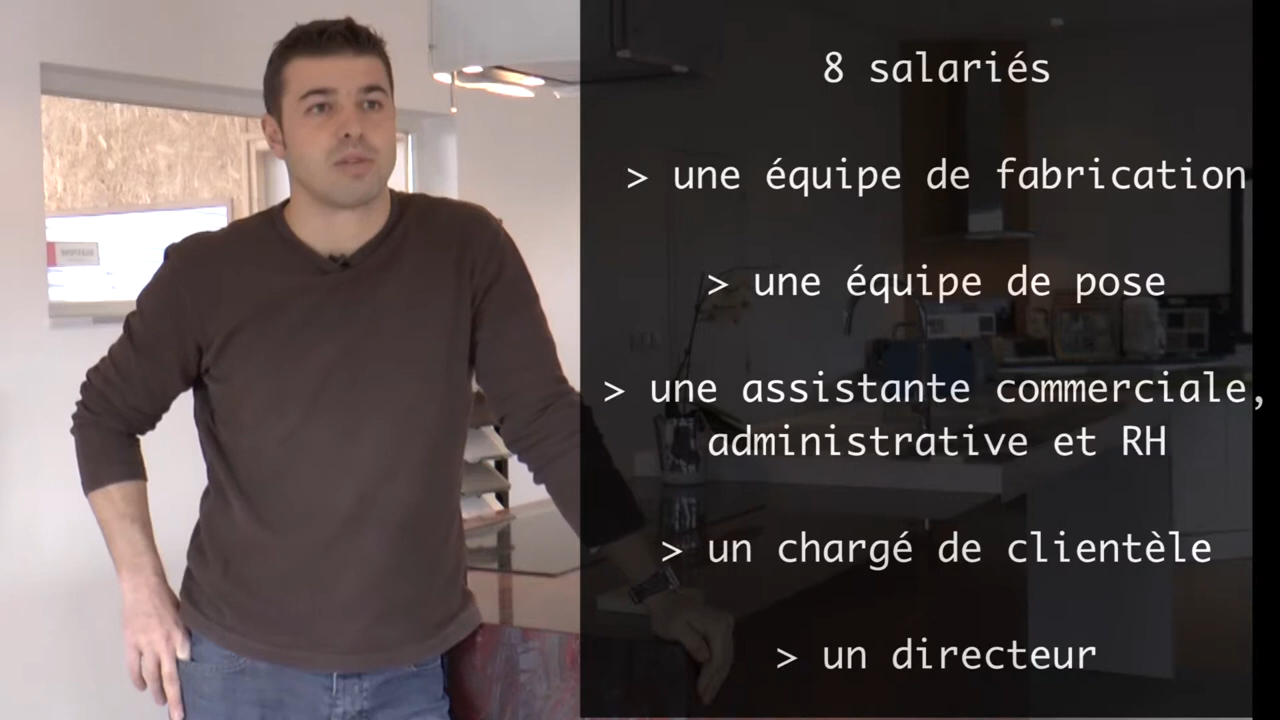 8 salariés
> une équipe de fabrication
> une équipe de pose
> une assistante commerciale,
administrative et RH
> un chargé de clientèle
> un directeur